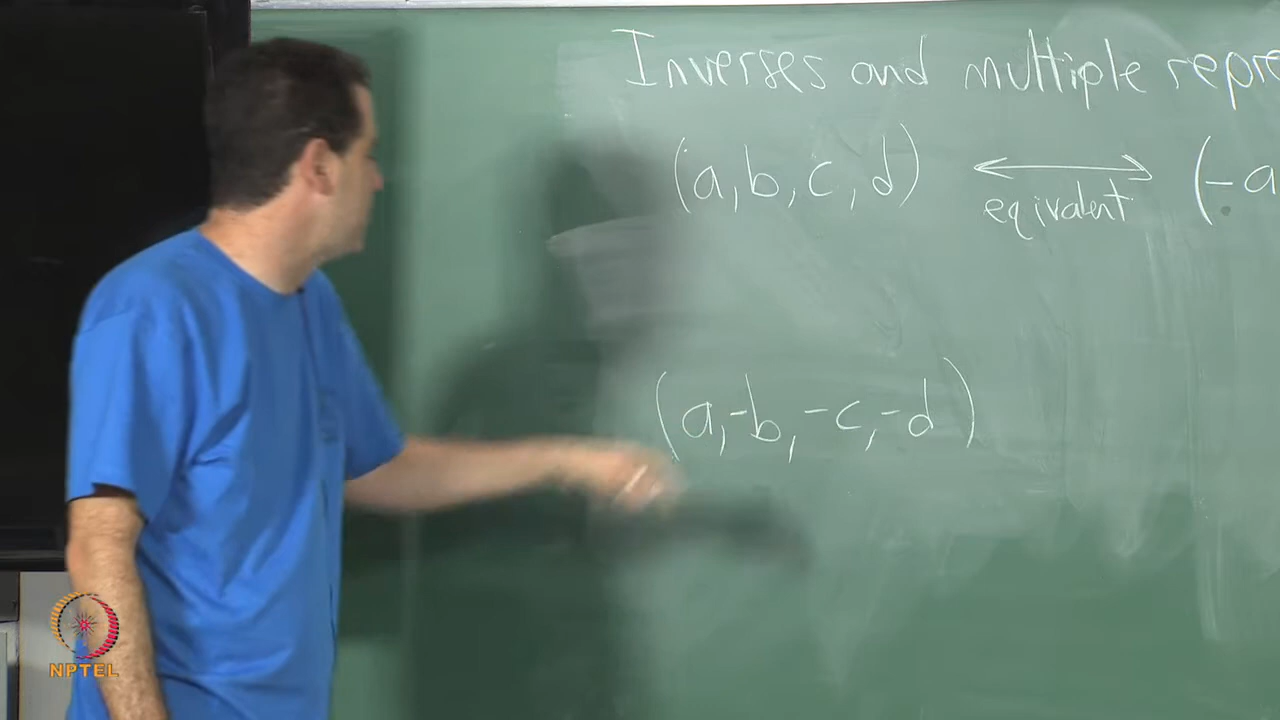 Inverses and multiple repre
(a, b, c, d) ⟷ (-a
equivalent
(a, -b, -c, -d)
NPTEL